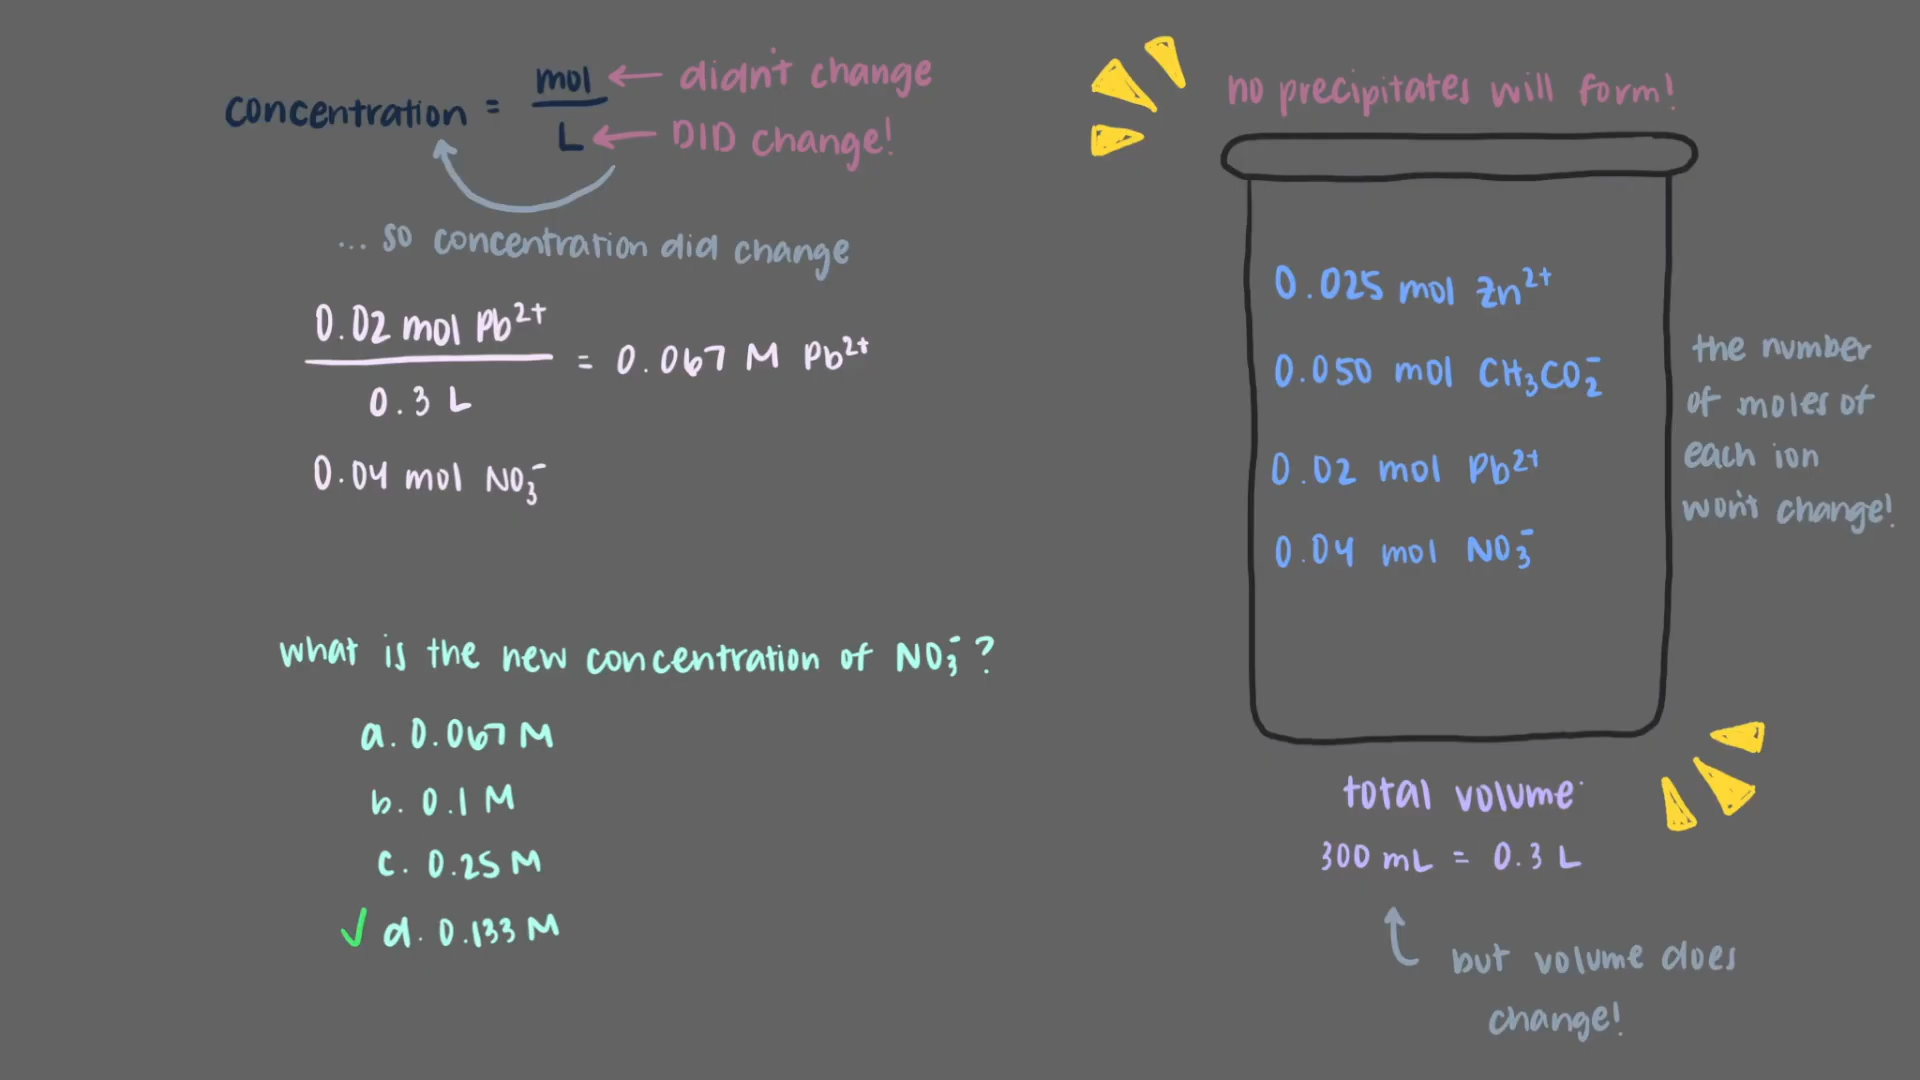 concentration = mol / L
← didn't change
← DID change!
... so concentration did change
0.02 mol Pb²⁺ / 0.3 L = 0.067 M Pb²⁺
0.04 mol NO₃⁻
what is the new concentration of NO₃⁻?
a. 0.067 M
b. 0.1 M
c. 0.25 M
✓ d. 0.133 M
no precipitates will form!
0.025 mol Zn²⁺
0.050 mol CH₃CO₂⁻
0.02 mol Pb²⁺
0.04 mol NO₃⁻
the number
of moles of
each ion
won't change!
total volume:
300 mL = 0.3 L
but volume does
change!